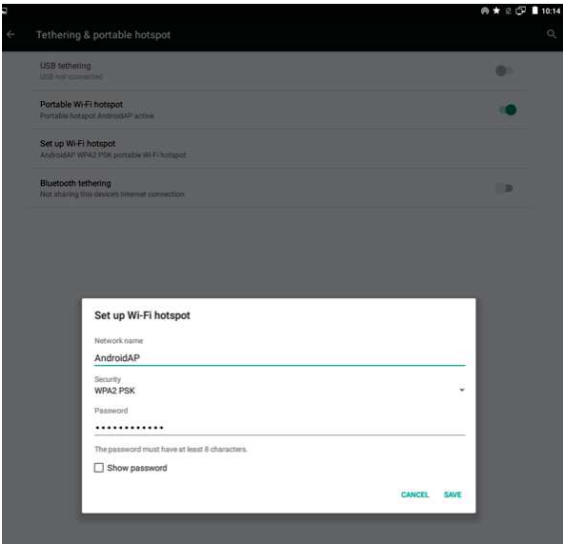 10:14
Tethering & portable hotspot
USB tethering
USB not connected
Portable Wi-Fi hotspot
Portable hotspot AndroidAP active
Set up Wi-Fi hotspot
AndroidAP WPA2 PSK portable Wi-Fi hotspot
Bluetooth tethering
Not sharing this device's Internet connection
Set up Wi-Fi hotspot
Network name
AndroidAP
Security
WPA2 PSK
Password
••••••••••••
The password must have at least 8 characters.
Show password
CANCEL SAVE